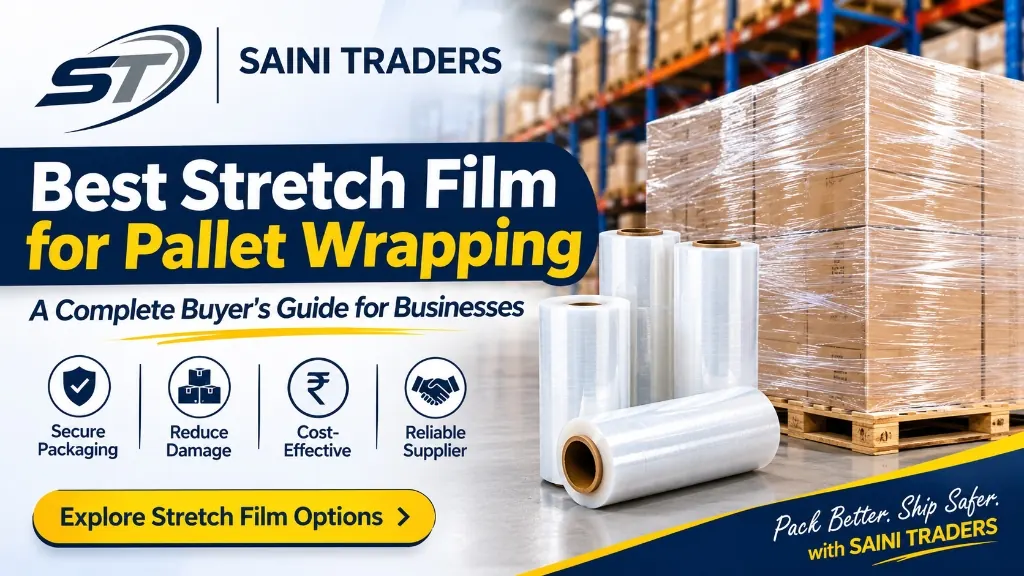 ST
SAINI TRADERS
Best Stretch Film
for Pallet Wrapping
A Complete Buyer's Guide for Businesses
Secure
Packaging
Reduce
Damage
₹
Cost-
Effective
Reliable
Supplier
Explore Stretch Film Options
Pack Better. Ship Safer.
with SAINI TRADERS